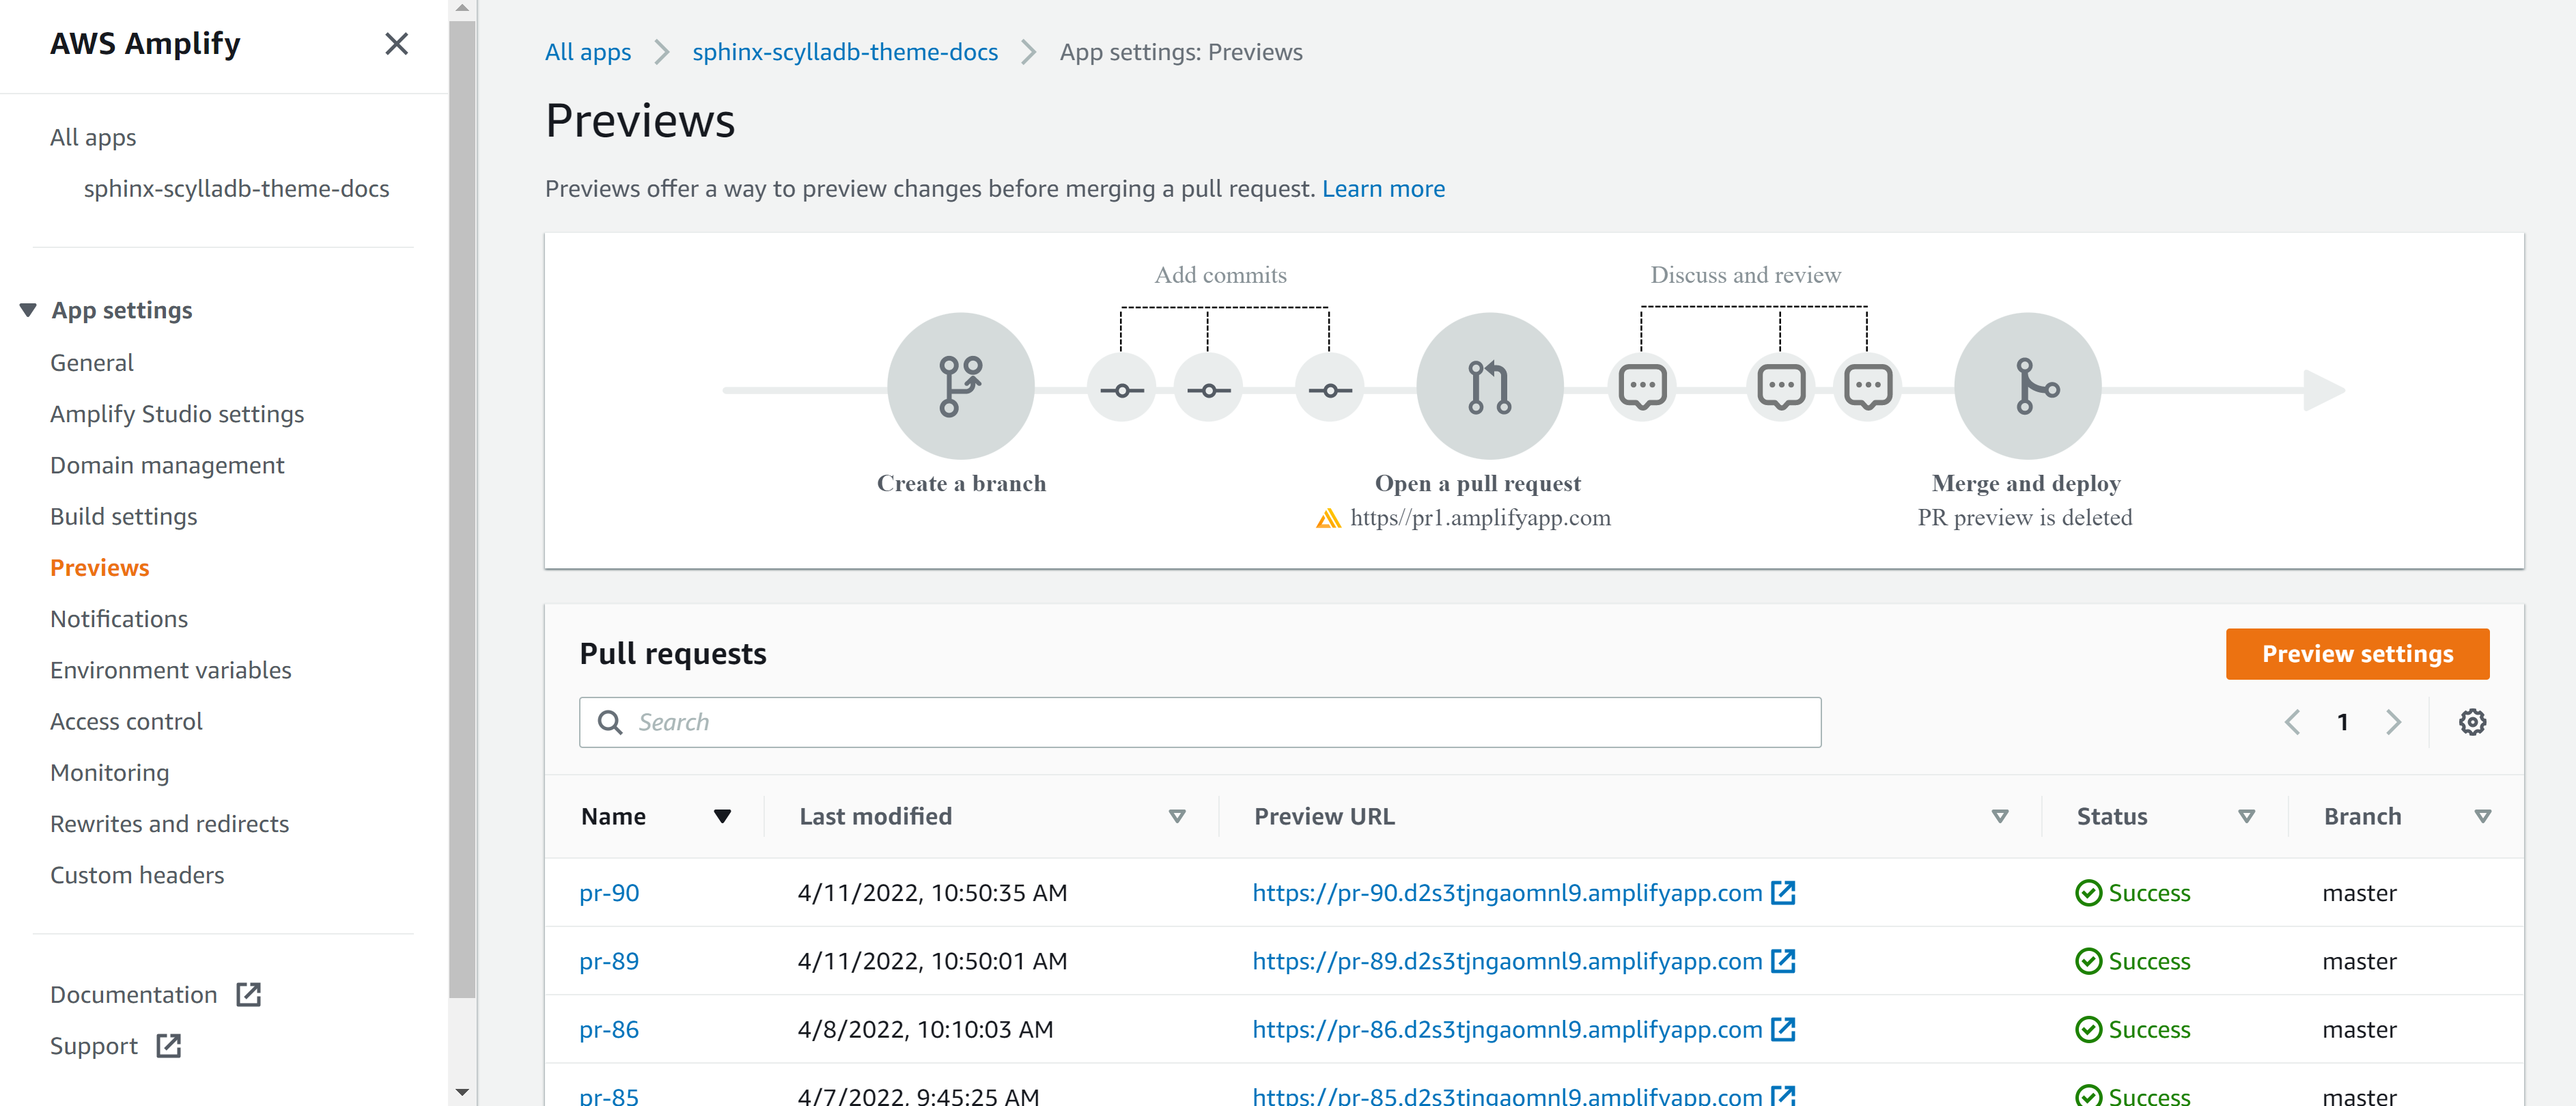 AWS Amplify
All apps
sphinx-scylladb-theme-docs
App settings
General
Amplify Studio settings
Domain management
Build settings
Previews
Notifications
Environment variables
Access control
Monitoring
Rewrites and redirects
Custom headers
Documentation
Support
All apps sphinx-scylladb-theme-docs App settings: Previews
Previews
Previews offer a way to preview changes before merging a pull request. Learn more
Add commits Discuss and review
Create a branch Open a pull request Merge and deploy
https//pr1.amplifyapp.com PR preview is deleted
Pull requests Preview settings
Search 1
Name Last modified Preview URL Status Branch
pr-90 4/11/2022, 10:50:35 AM https://pr-90.d2s3tjngaomnl9.amplifyapp.com Success master
pr-89 4/11/2022, 10:50:01 AM https://pr-89.d2s3tjngaomnl9.amplifyapp.com Success master
pr-86 4/8/2022, 10:10:03 AM https://pr-86.d2s3tjngaomnl9.amplifyapp.com Success master
pr-85 4/7/2022, 9:45:25 AM https://pr-85.d2s3tjngaomnl9.amplifyapp.com Success master